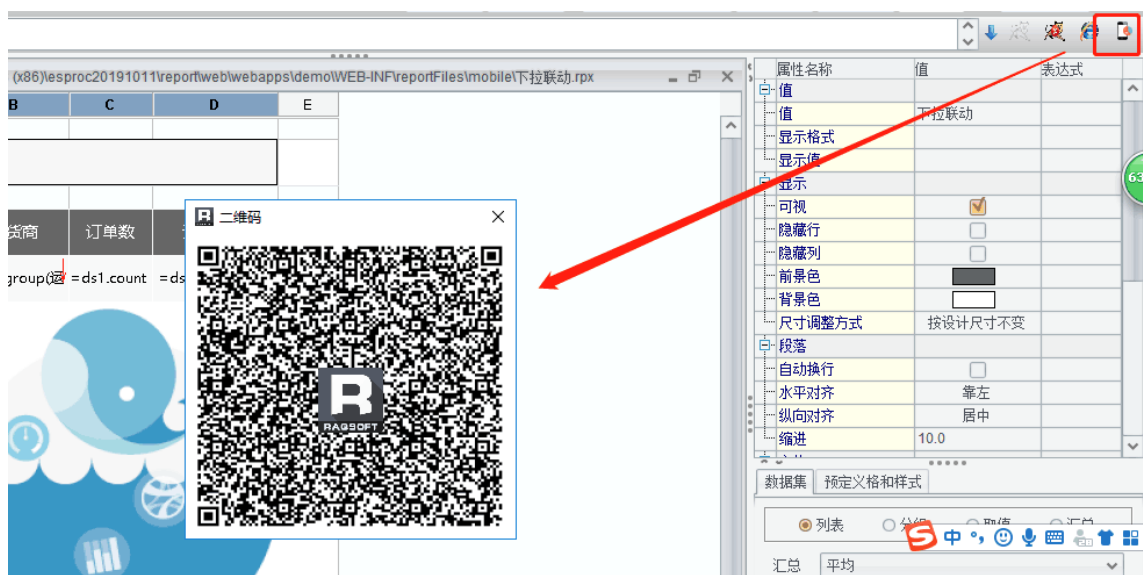 (x86)\esproc20191011\report\web\webapps\demo\WEB-INF\reportFiles\mobile\下拉联动.rpx
B C D E
货商 订单数
group(运 =ds1.count =ds
二维码
RAQSOFT
属性名称 值 表达式
值
值 下拉联动
显示格式
显示值
显示
可视
隐藏行
隐藏列
前景色
背景色
尺寸调整方式 按设计尺寸不变
段落
自动换行
水平对齐 靠左
纵向对齐 居中
缩进 10.0
数据集 预定义格和样式
列表
中
汇总 平均
63